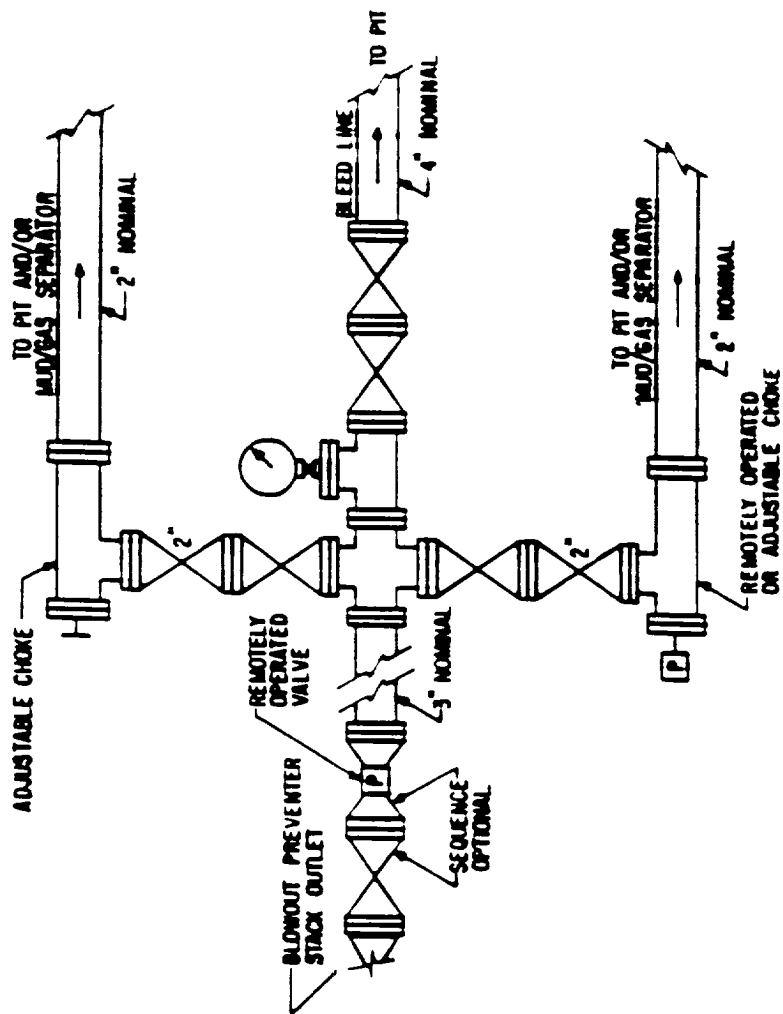 ADJUSTABLE CHOKE
TO PIT AND/OR
MUD/GAS SEPARATOR
2" NOMINAL
2"
BLEED LINE
TO PIT
4" NOMINAL
REMOTELY
OPERATED
VALVE
P
3" NOMINAL
BLOWOUT PREVENTER
STACK OUTLET
SEQUENCE
OPTIONAL
2"
TO PIT AND/OR
MUD/GAS SEPARATOR
2" NOMINAL
P
REMOTELY OPERATED
OR ADJUSTABLE CHOKE